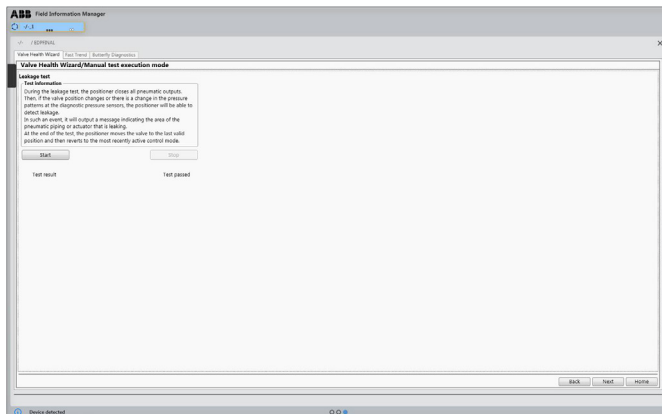 ABB Field Information Manager
/ EDPMINAL
Valve Health Wizard
Fast Trend
Butterfly Diagnostics
Valve Health Wizard/Manual test execution mode
Leakage test
Test information
During the leakage test, the positioner closes all pneumatic outputs.
Then, if the valve position changes or there is a change in the pressure
patterns at the diagnostic pressure sensors, the positioner will be able to
detect leakage.
In such an event, it will output a message indicating the area of the
pneumatic piping or actuator that is leaking.
At the end of the test, the positioner moves the valve to the last valid
position and then reverts to the most recently active control mode.
Start
Stop
Test result
Test passed
Back
Next
Home
Device detected